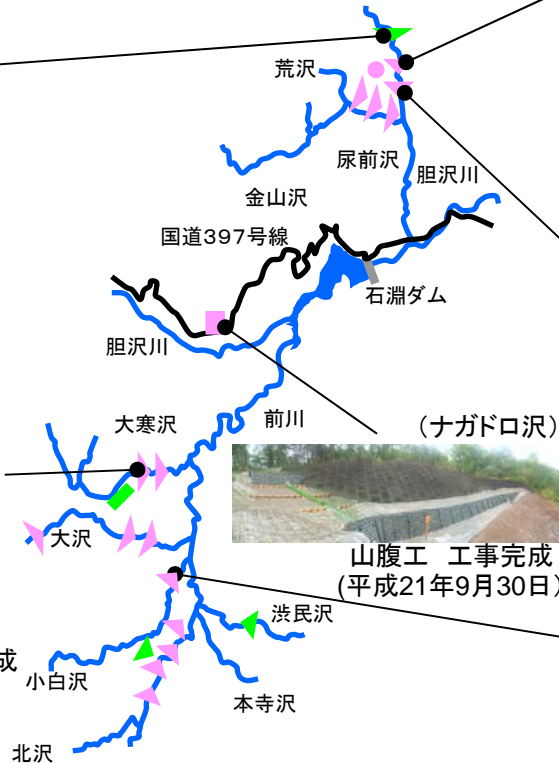 荒沢
尿前沢
胆沢川
金山沢
国道397号線
石淵ダム
胆沢川
前川
大寒沢
（ナガドロ沢）
大沢
山腹工 工事完成
(平成21年9月30日)
渋民沢
成
小白沢
本寺沢
北沢